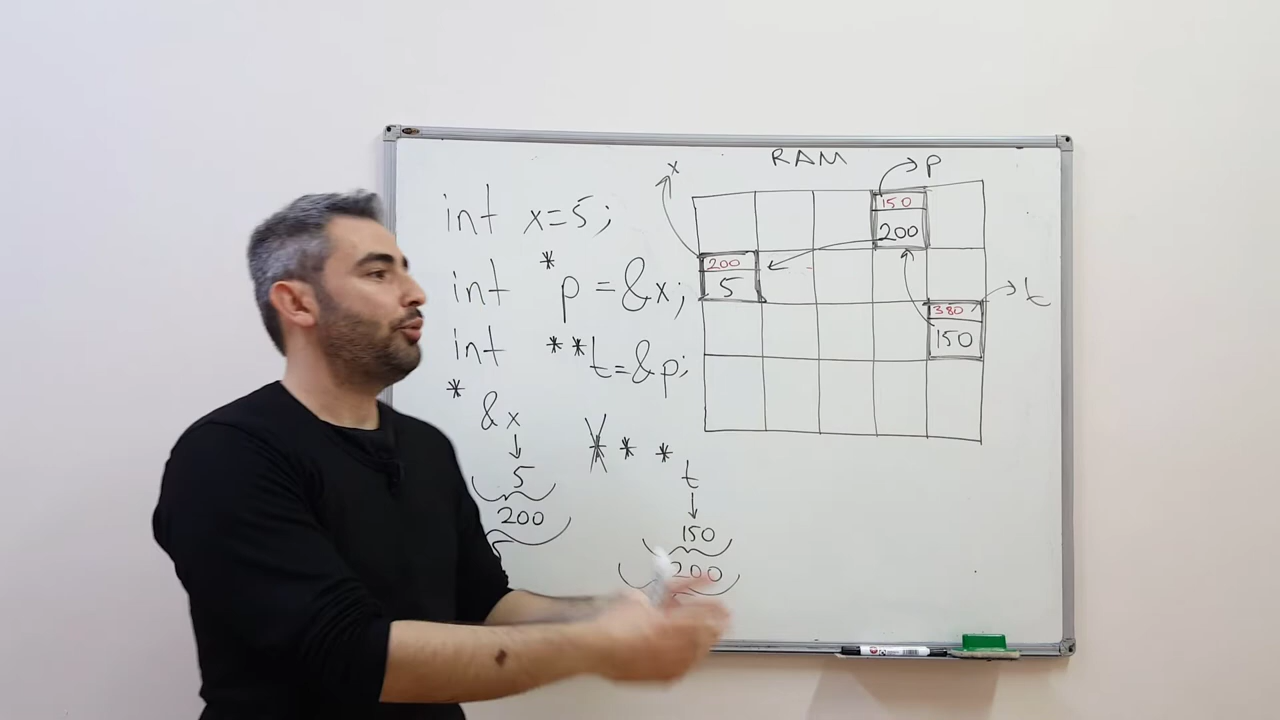 RAM
int x=5;
int *p =&x;
int **t=&p;
* &x
5
200
* * *
t
150
200
x
200
5
p
150
200
t
380
150